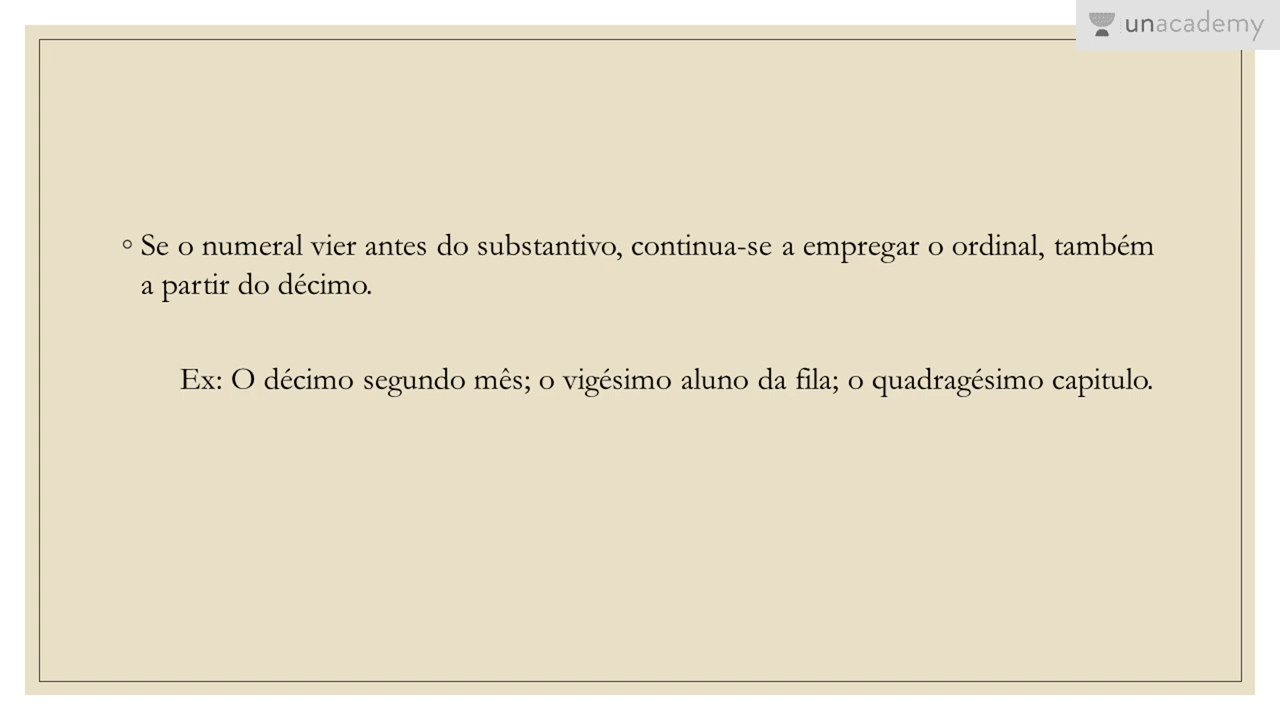 unacademy
◦ Se o numeral vier antes do substantivo, continua-se a empregar o ordinal, também
a partir do décimo.
Ex: O décimo segundo mês; o vigésimo aluno da fila; o quadragésimo capitulo.